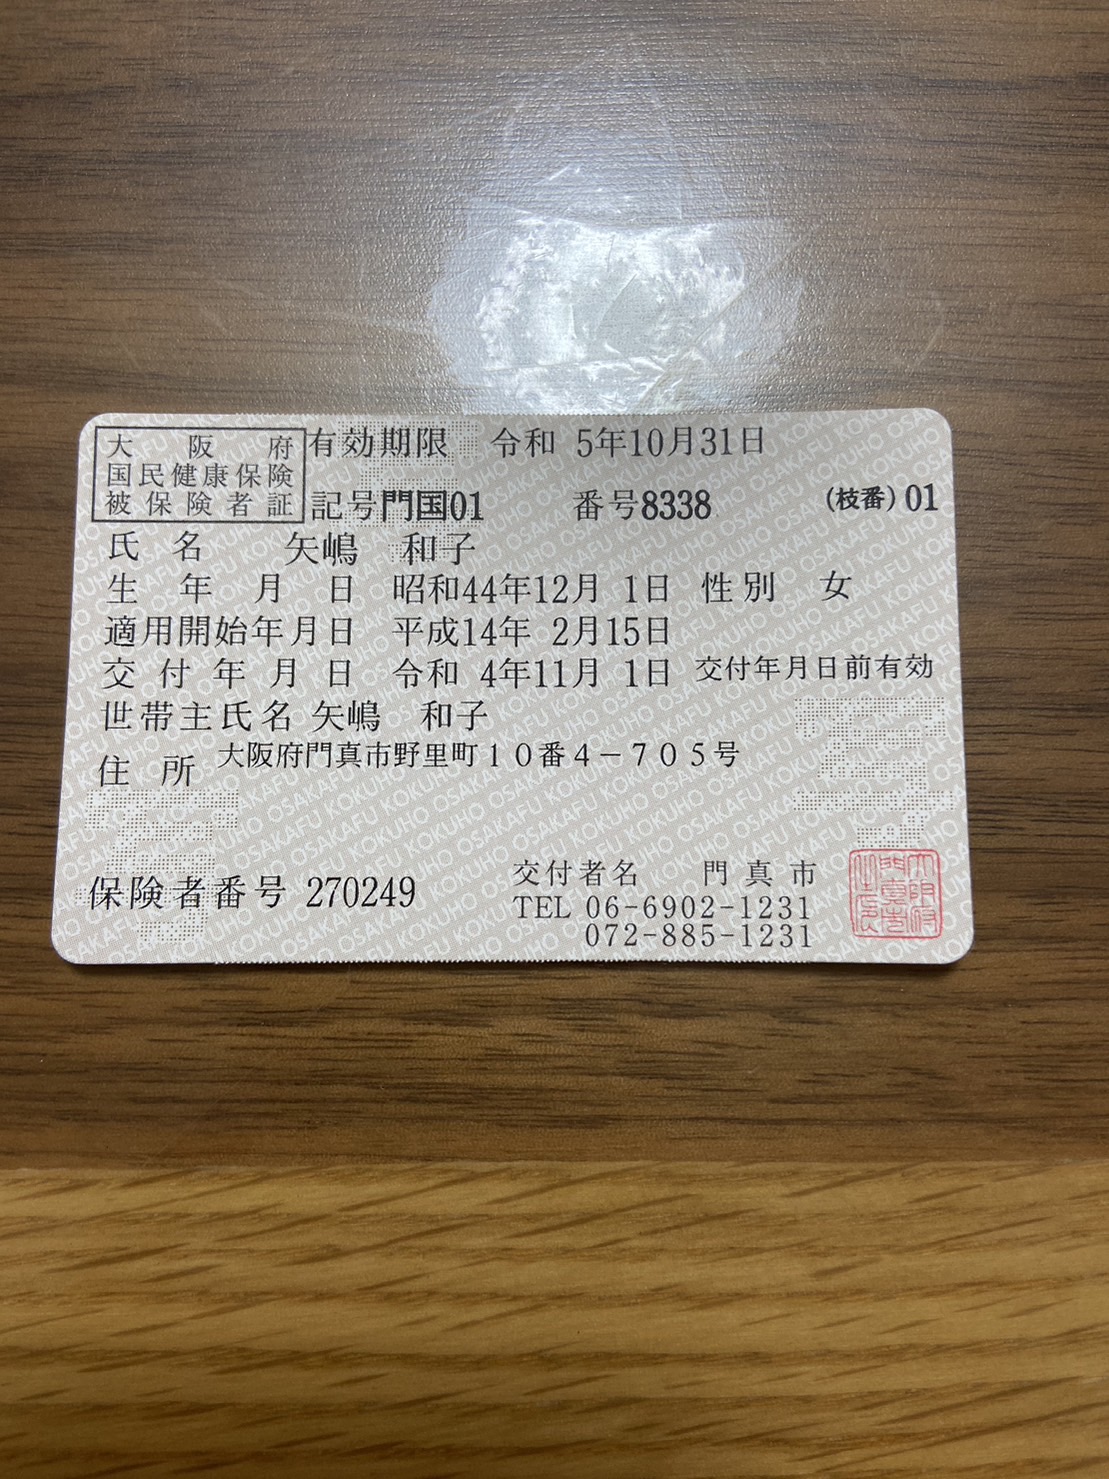 大阪府
国民健康保険
被保険者証
有効期限 令和 5年10月31日
記号門国01 番号8338 (枝番)01
氏名 矢嶋 和子
生年月日 昭和44年12月 1日 性別 女
適用開始年月日 平成14年 2月15日
交付年月日 令和 4年11月 1日 交付年月日前有効
世帯主氏名 矢嶋 和子
住所 大阪府門真市野里町10番4-705号
保険者番号 270249
交付者名 門真市
TEL 06-6902-1231
072-885-1231
OSAKAFU KOKUHO